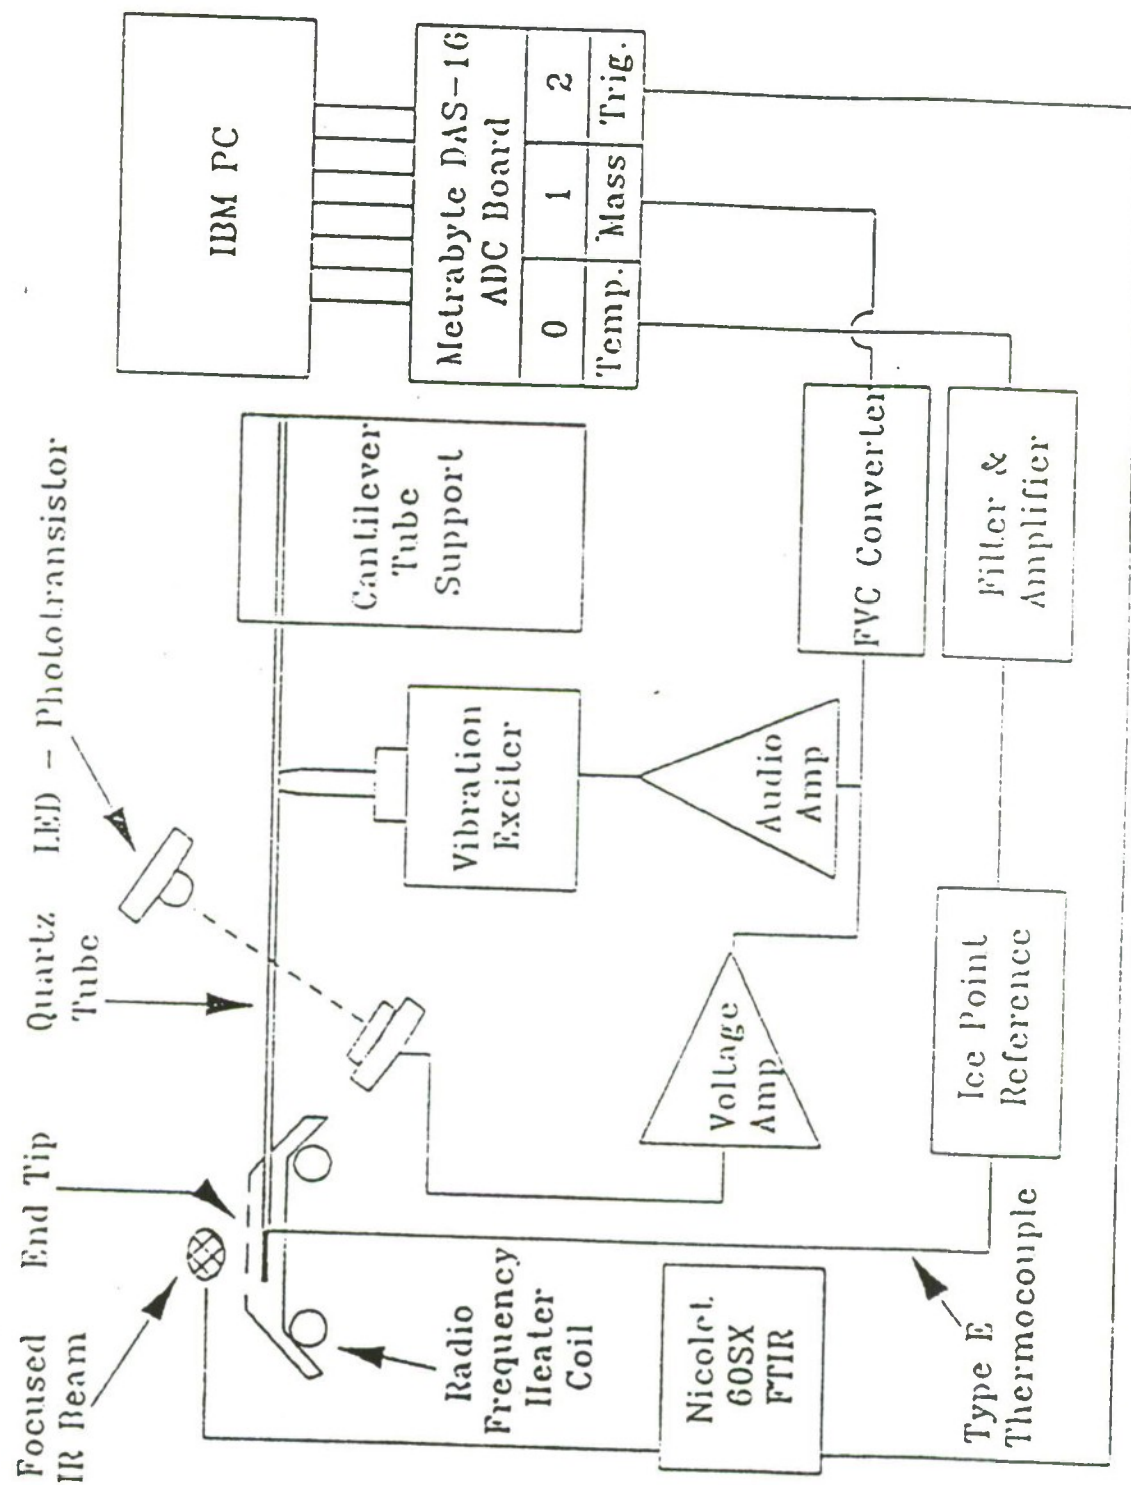 Focused
IR Beam
End Tip
Quartz
Tube
LED - Phototransistor
IBM PC
Metrabyte DAS-16
ADC Board
0 1 2
Temp. Mass Trig.
Cantilever
Tube
Support
Vibration
Exciter
Audio
Amp
Voltage
Amp
FVC Converter
Filter &
Amplifier
Ice Point
Reference
Radio
Frequency
Heater
Coil
Nicolet
60SX
FTIR
Type E
Thermocouple